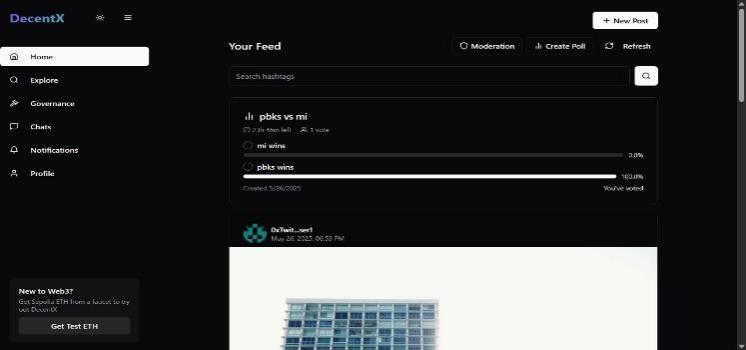 DecentX
New Post
Home
Explore
Governance
Chats
Notifications
Profile
New to Web3?
Get Sepolia ETH from a faucet to try
out DecentX
Get Test ETH
Your Feed
Moderation
Create Poll
Refresh
Search hashtags
pbks vs mi
23h 46m left 1 vote
mi wins
0.0%
pbks wins
100.0%
Created 5/26/2025
You've voted
0xTwit...ser1
May 26, 2025, 06:53 PM